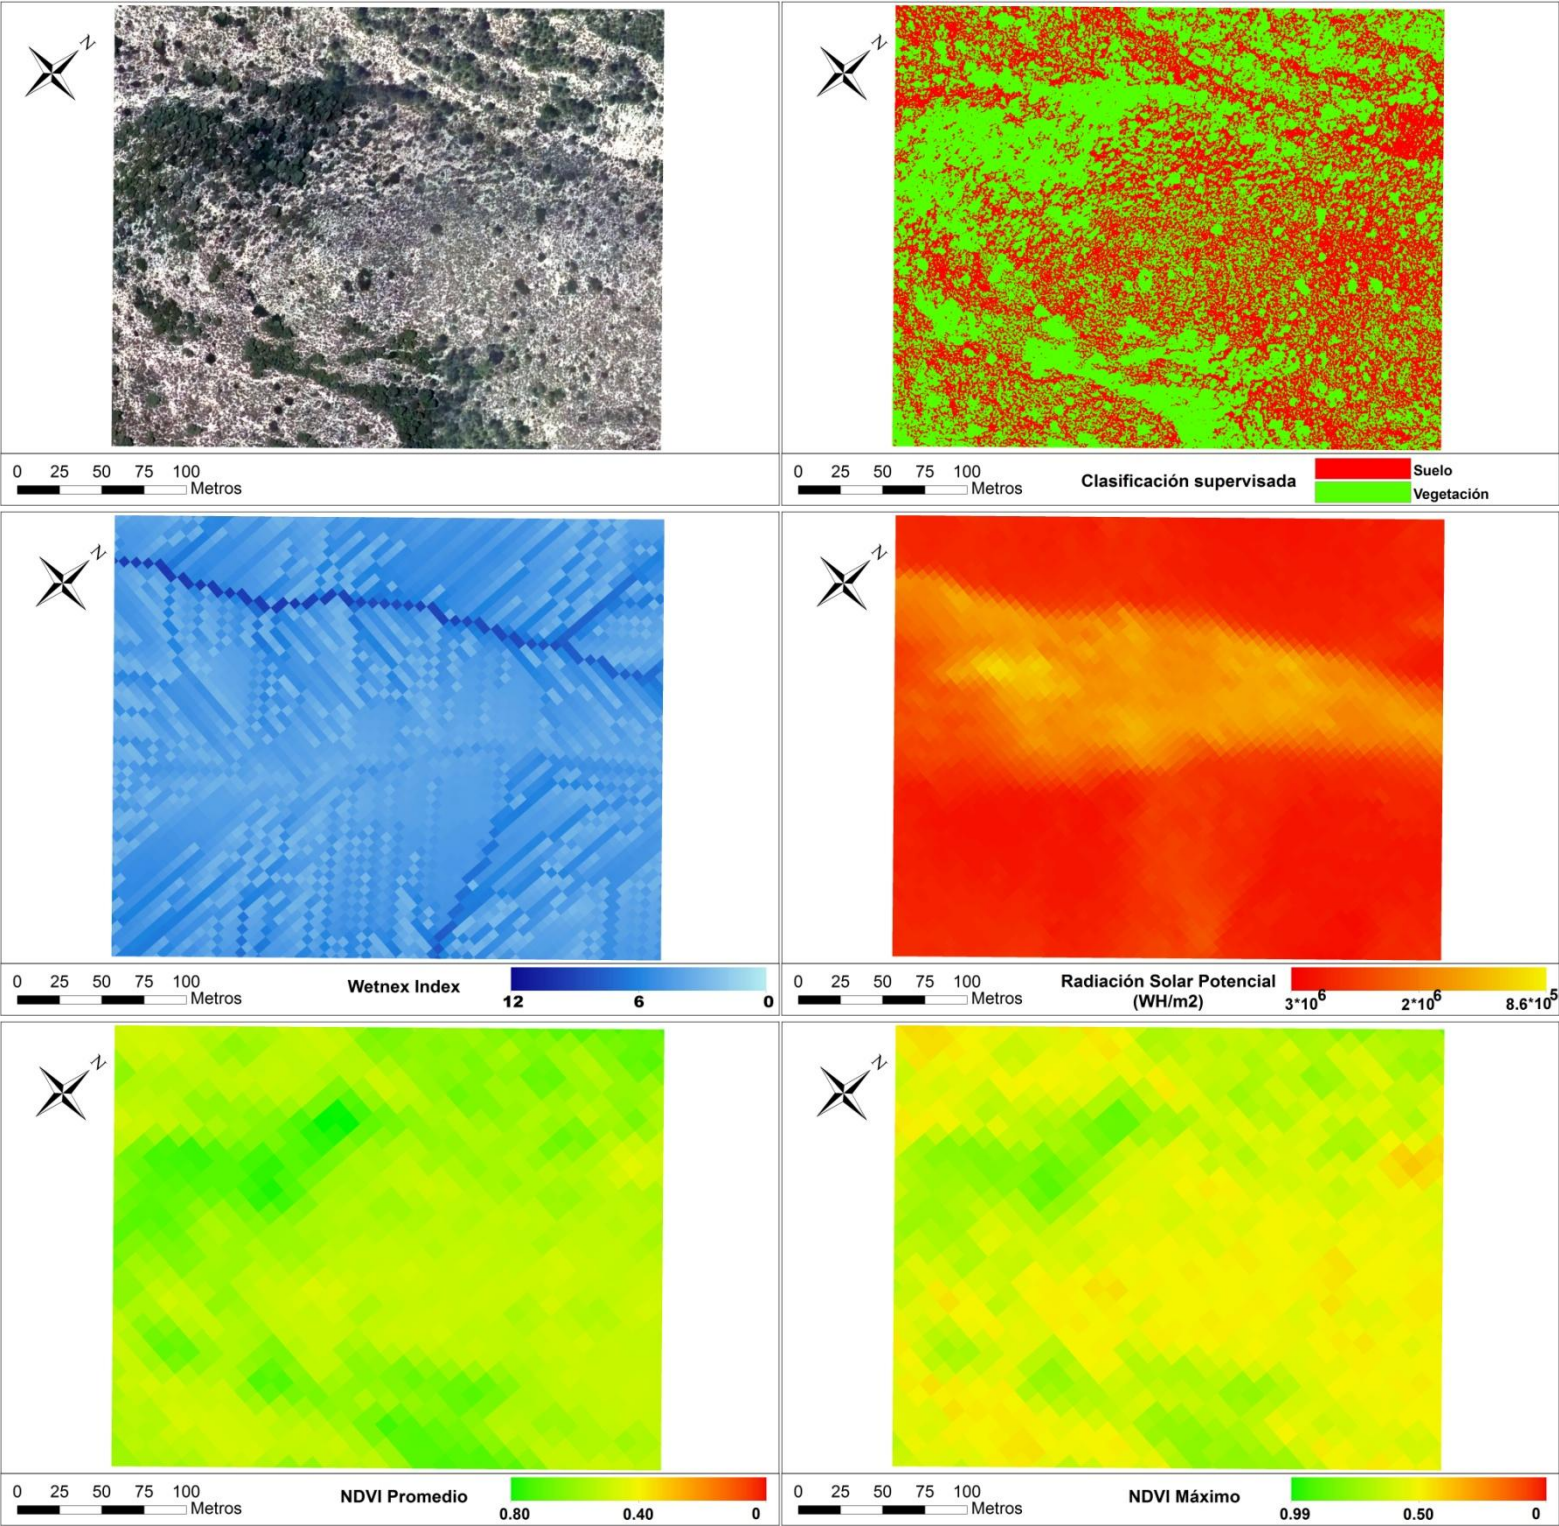 N
N
0 25 50 75 100
Metros
0 25 50 75 100
Metros
Clasificación supervisada
Suelo
Vegetación
N
N
0 25 50 75 100
Metros
Wetnex Index
12 6 0
0 25 50 75 100
Metros
Radiación Solar Potencial
(WH/m2)
3*10⁶ 2*10⁶ 8.6*10⁵
N
N
0 25 50 75 100
Metros
NDVI Promedio
0.80 0.40 0
0 25 50 75 100
Metros
NDVI Máximo
0.99 0.50 0